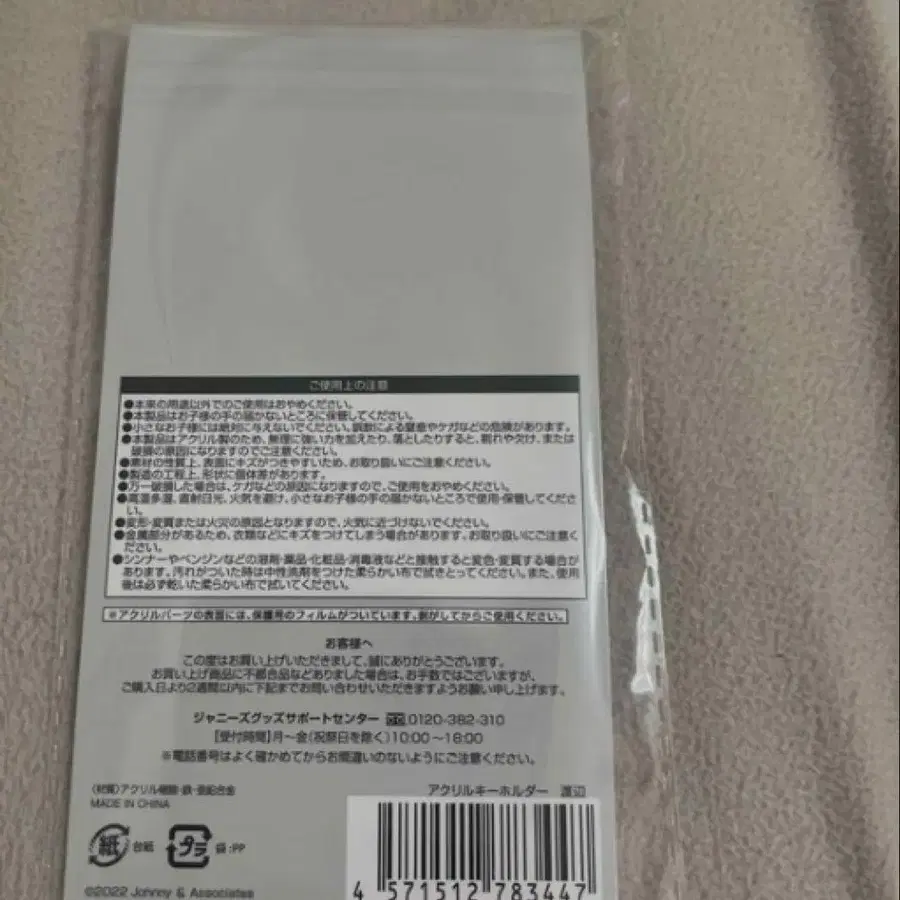 ご使用上の注意
●本来の用途以外でのご使用はおやめください。
●本製品はお子様の手の届かないところに保管してください。
●小さなお子様には絶対に与えないでください。誤飲による窒息やケガなどの危険があります。
●本製品はアクリル製のため、無理に強い力を加えたり、落としたりすると、割れや欠け、または
破損の原因になりますのでご注意ください。
●素材の性質上、表面にキズがつきやすいため、お取り扱いにご注意ください。
●製造の工程上、形状に個体差があります。
●万一破損した場合は、ケガなどの原因になりますので、ご使用をおやめください。
●高温多湿、直射日光、火気を避け、小さなお子様の手の届かないところで使用・保管してくださ
い。
●変形・変質または火災の原因となりますので、火気に近づけないでください。
●金属部分があるため、衣類などにキズをつけてしまう場合があります。お取り扱いにご注意く
ださい。
●シンナーやベンジンなどの溶剤・薬品・化粧品・消毒液などと接触すると変色・変質する場合が
あります。汚れがついた時は中性洗剤をつけた柔らかい布で拭きとってください。また、使用
後は必ず乾いた柔らかい布で拭いてください。
※アクリルパーツの表面には、保護用のフィルムがついています。剥がしてからご使用ください。
お客様へ
この度はお買い上げいただきまして、誠にありがとうございます。
お買い上げ商品に不都合品などありました場合は、お手数ではございますが、
ご購入日より2週間以内に下記までお問い合わせいただきますようお願い申し上げます。
ジャニーズグッズサポートセンター 0120-382-310
[受付時間]月～金(祝祭日を除く)10:00～18:00
※電話番号はよく確かめてからお間違いのないようにご注意ください。
アクリルキーホルダー 渡辺
〈材質〉アクリル樹脂・鉄・亜鉛合金
MADE IN CHINA
紙 台紙 プラ 袋:PP
4 571512 783447
©2022 Johnny & Associates